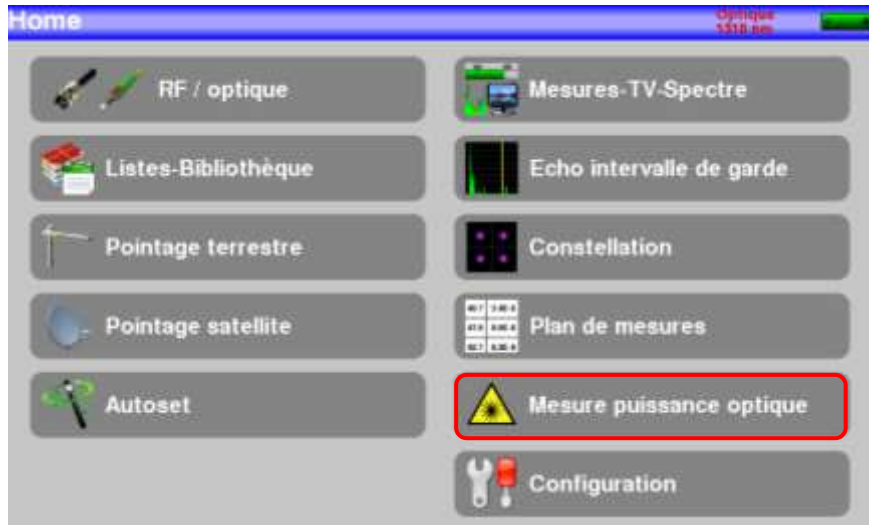 Home
Optique
1310 nm
RF / optique
Listes-Bibliothèque
Pointage terrestre
Pointage satellite
Autoset
Mesures-TV-Spectre
Echo intervalle de garde
Constellation
Plan de mesures
Mesure puissance optique
Configuration